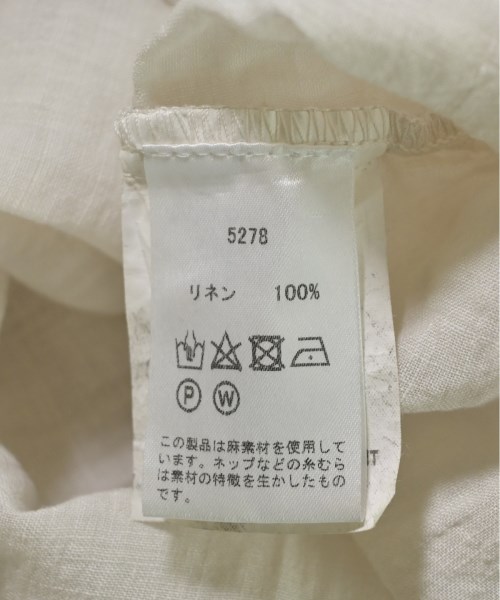 5278
リネン 100%
P W
この製品は麻素材を使用して
います。ネップなどの糸むら
は素材の特徴を生かしたもの
です。